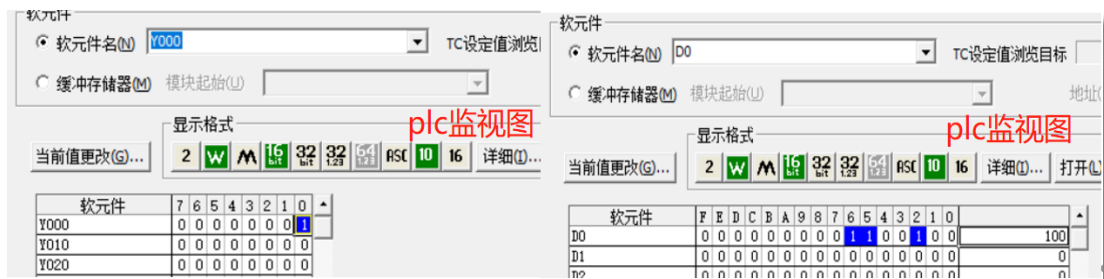 软元件
软元件名(N) Y000 TC设定值浏览
缓冲存储器(M) 模块起始(U)
plc监视图
显示格式
当前值更改(G)... 2 W M 16 bit 32 bit 32 1.23 64 1.23 ASC 10 16 详细(I)...
软元件 7 6 5 4 3 2 1 0
Y000 0 0 0 0 0 0 0 1
Y010 0 0 0 0 0 0 0 0
Y020 0 0 0 0 0 0 0 0
软元件
软元件名(N) D0 TC设定值浏览目标
缓冲存储器(M) 模块起始(U) 地址(
plc监视图
显示格式
当前值更改(G)... 2 W M 16 bit 32 bit 32 1.23 64 1.23 ASC 10 16 详细(I)... 打开(L)
软元件 F E D C B A 9 8 7 6 5 4 3 2 1 0
D0 0 0 0 0 0 0 0 0 0 1 1 0 0 1 0 0 100
D1 0 0 0 0 0 0 0 0 0 0 0 0 0 0 0 0 0
D2 0 0 0 0 0 0 0 0 0 0 0 0 0 0 0 0 0